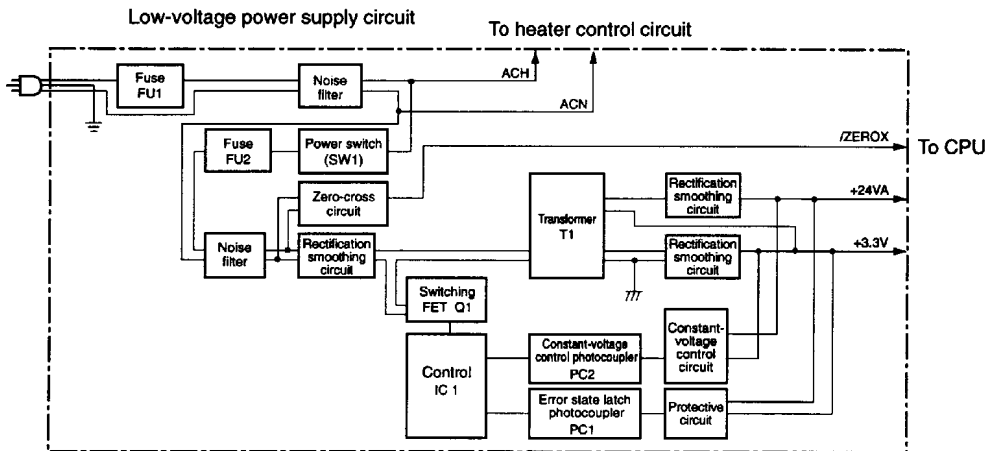 Low-voltage power supply circuit
To heater control circuit
Fuse
FU1
Noise
filter
ACH
ACN
Fuse
FU2
Power switch
(SW1)
/ZEROX
To CPU
Zero-cross
circuit
Transformer
T1
Rectification
smoothing
circuit
+24VA
Noise
filter
Rectification
smoothing
circuit
Rectification
smoothing
circuit
+3.3V
Switching
FET Q1
Control
IC 1
Constant-voltage
control photocoupler
PC2
Constant-
voltage
control
circuit
Error state latch
photocoupler
PC1
Protective
circuit